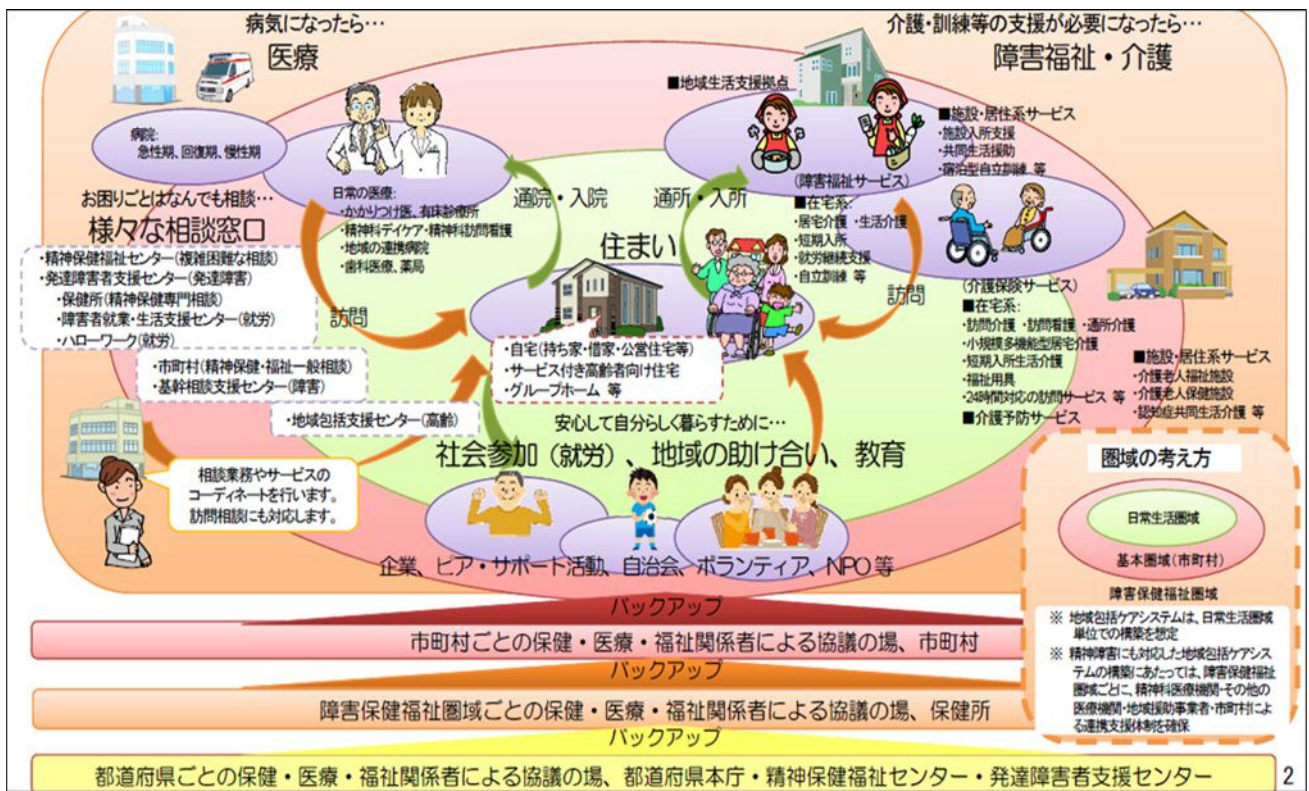 病気になったら…
医療
介護・訓練等の支援が必要になったら…
障害福祉・介護
病院:
急性期、回復期、慢性期
日常の医療:
・かかりつけ医、有床診療所
・精神科デイケア・精神科訪問看護
・地域の連携病院
・歯科医療、薬局
■地域生活支援拠点
■施設・居住系サービス
・施設入所支援
・共同生活援助
・宿泊型自立訓練 等
(障害福祉サービス)
■在宅系:
・居宅介護 ・生活介護
・短期入所
・就労継続支援
・自立訓練 等
(介護保険サービス)
■在宅系:
・訪問介護 ・訪問看護 ・通所介護
・小規模多機能型居宅介護
・短期入所生活介護
・福祉用具
・24時間対応の訪問サービス 等
■介護予防サービス
■施設・居住系サービス
・介護老人福祉施設
・介護老人保健施設
・認知症共同生活介護 等
通院・入院
通所・入所
訪問
訪問
お困りごとはなんでも相談…
様々な相談窓口
・精神保健福祉センター(複雑困難な相談)
・発達障害者支援センター(発達障害)
・保健所(精神保健専門相談)
・障害者就業・生活支援センター(就労)
・ハローワーク(就労)
・市町村(精神保健・福祉一般相談)
・基幹相談支援センター(障害)
・地域包括支援センター(高齢)
相談業務やサービスの
コーディネートを行います。
訪問相談にも対応します。
住まい
・自宅(持ち家・借家・公営住宅等)
・サービス付き高齢者向け住宅
・グループホーム 等
安心して自分らしく暮らすために…
社会参加(就労)、地域の助け合い、教育
企業、ピア・サポート活動、自治会、ボランティア、NPO等
圏域の考え方
日常生活圏域
基本圏域(市町村)
障害保健福祉圏域
※ 地域包括ケアシステムは、日常生活圏域
単位での構築を想定
※ 精神障害にも対応した地域包括ケアシス
テムの構築にあたっては、障害保健福祉
圏域ごとに、精神科医療機関・その他の
医療機関・地域援助事業者・市町村によ
る連携支援体制を確保
バックアップ
市町村ごとの保健・医療・福祉関係者による協議の場、市町村
バックアップ
障害保健福祉圏域ごとの保健・医療・福祉関係者による協議の場、保健所
バックアップ
都道府県ごとの保健・医療・福祉関係者による協議の場、都道府県本庁・精神保健福祉センター・発達障害者支援センター
2